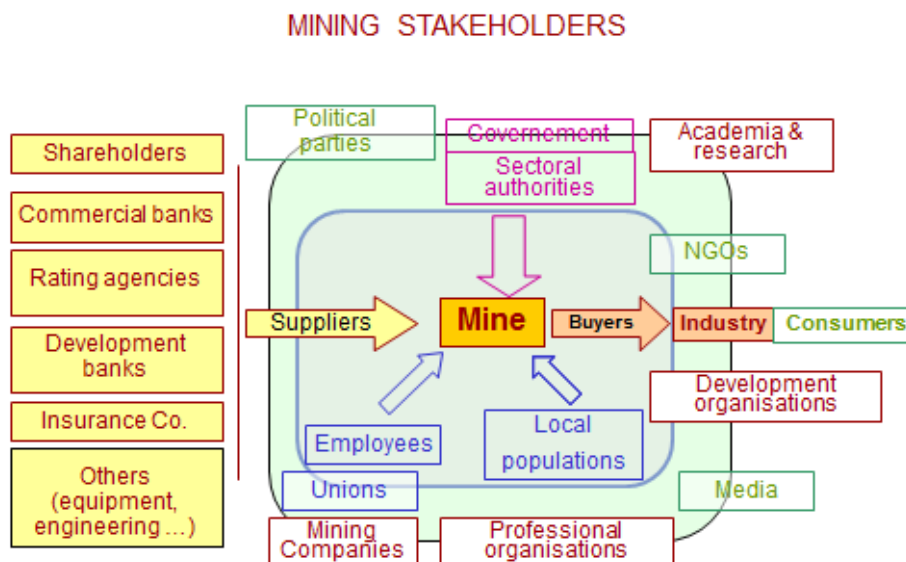 MINING STAKEHOLDERS
Political
parties
Governement
Sectoral
authorities
Academia &
research
Shareholders
Commercial banks
Rating agencies
Development
banks
Insurance Co.
Others
(equipment,
engineering ...)
NGOs
Suppliers
Mine
Buyers
Industry
Consumers
Development
organisations
Employees
Local
populations
Unions
Media
Mining
Companies
Professional
organisations